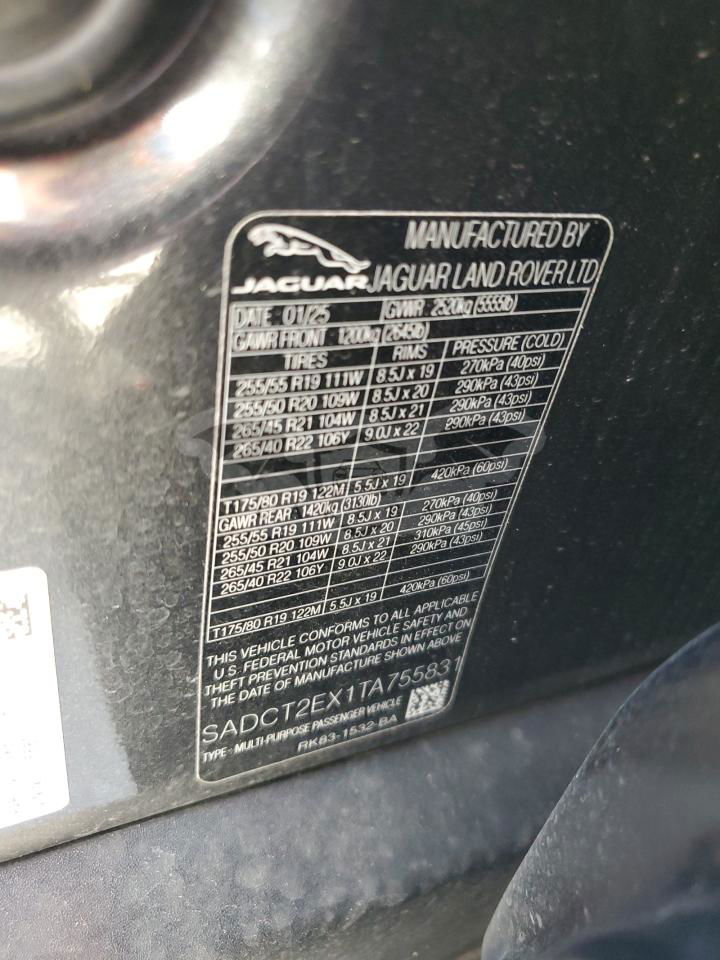 JAGUAR
MANUFACTURED BY
JAGUAR LAND ROVER LTD
DATE: 01/25 GVWR: 2520kg (5555lb)
GAWR FRONT 1200kg (2645lb)
TIRES RIMS PRESSURE (COLD)
255/55 R19 111W 8.5J x 19 270kPa (40psi)
255/50 R20 109W 8.5J x 20 290kPa (43psi)
265/45 R21 104W 8.5J x 21 290kPa (43psi)
265/40 R22 106Y 9.0J x 22 290kPa (43psi)
T175/80 R19 122M 5.5J x 19 420kPa (60psi)
GAWR REAR 1420kg (3130lb)
255/55 R19 111W 8.5J x 19 270kPa (40psi)
255/50 R20 109W 8.5J x 20 290kPa (43psi)
265/45 R21 104W 8.5J x 21 310kPa (45psi)
265/40 R22 106Y 9.0J x 22 290kPa (43psi)
T175/80 R19 122M 5.5J x 19 420kPa (60psi)
THIS VEHICLE CONFORMS TO ALL APPLICABLE
U.S. FEDERAL MOTOR VEHICLE SAFETY AND
THEFT PREVENTION STANDARDS IN EFFECT ON
THE DATE OF MANUFACTURE SHOWN ABOVE
SADCT2EX1TA755831
TYPE - MULTI-PURPOSE PASSENGER VEHICLE
RK83-1532-BA